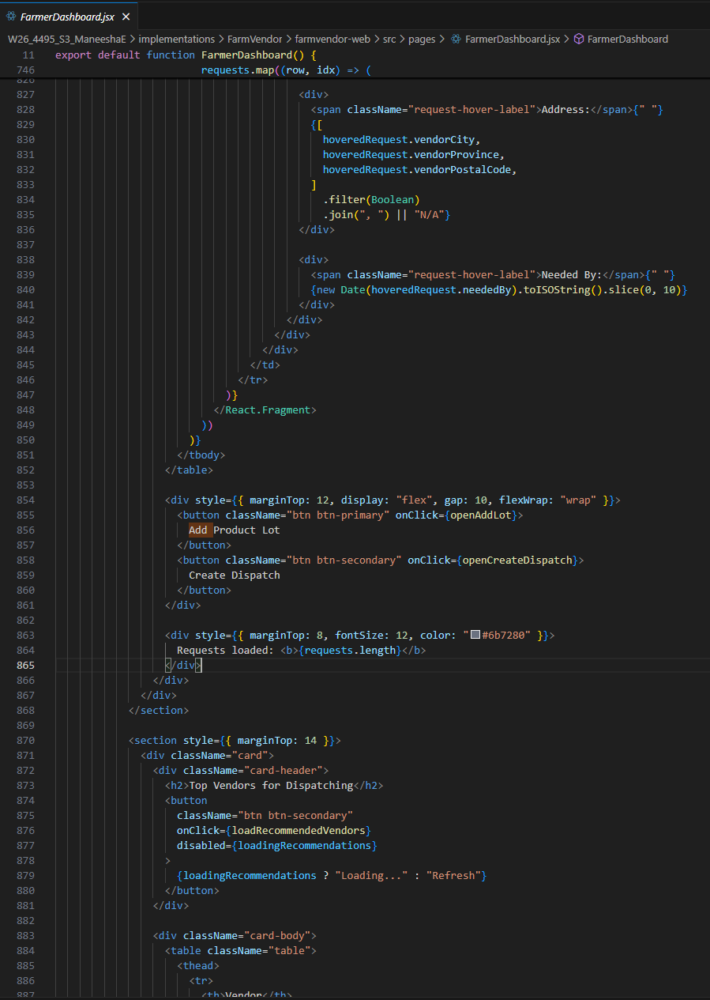 FarmerDashboard.jsx ×
W26_4495_S3_ManeeshaE > implementations > FarmVendor > farmvendor-web > src > pages > FarmerDashboard.jsx > FarmerDashboard
11 export default function FarmerDashboard() {
746 requests.map((row, idx) => (
826
827 <div>
828 <span className="request-hover-label">Address:</span>{" "}
829 {[
830 hoveredRequest.vendorCity,
831 hoveredRequest.vendorProvince,
832 hoveredRequest.vendorPostalCode,
833 ]
834 .filter(Boolean)
835 .join(", ") || "N/A"}
836 </div>
837
838 <div>
839 <span className="request-hover-label">Needed By:</span>{" "}
840 {new Date(hoveredRequest.neededBy).toISOString().slice(0, 10)}
841 </div>
842 </div>
843 </div>
844 </div>
845 </td>
846 </tr>
847 )}
848 </React.Fragment>
849 ))
850 )}
851 </tbody>
852 </table>
853
854 <div style={{ marginTop: 12, display: "flex", gap: 10, flexWrap: "wrap" }}>
855 <button className="btn btn-primary" onClick={openAddLot}>
856 Add Product Lot
857 </button>
858 <button className="btn btn-secondary" onClick={openCreateDispatch}>
859 Create Dispatch
860 </button>
861 </div>
862
863 <div style={{ marginTop: 8, fontSize: 12, color: "#6b7280" }}>
864 Requests loaded: <b>{requests.length}</b>
865 </div>
866 </div>
867 </div>
868 </section>
869
870 <section style={{ marginTop: 14 }}>
871 <div className="card">
872 <div className="card-header">
873 <h2>Top Vendors for Dispatching</h2>
874 <button
875 className="btn btn-secondary"
876 onClick={loadRecommendedVendors}
877 disabled={loadingRecommendations}
878 >
879 {loadingRecommendations ? "Loading..." : "Refresh"}
880 </button>
881 </div>
882
883 <div className="card-body">
884 <table className="table">
885 <thead>
886 <tr>
887 <th>Vendor</th>